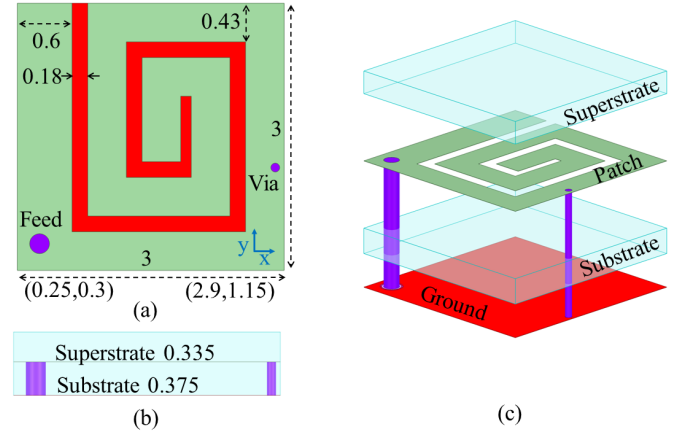 0.6
0.43
0.18
3
Via
Feed
y
x
3
(0.25,0.3)
(2.9,1.15)
(a)
Superstrate 0.335
Substrate 0.375
(b)
Superstrate
Patch
Substrate
Ground
(c)